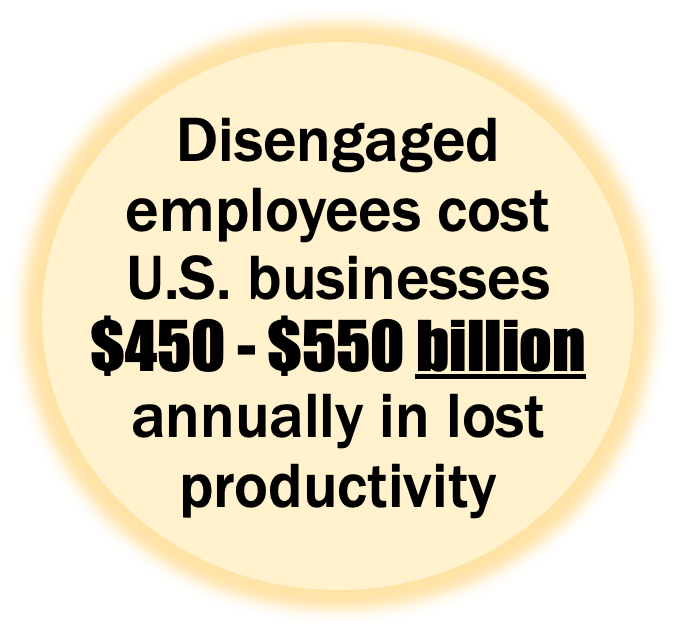 Disengaged
employees cost
U.S. businesses
$450 - $550 billion
annually in lost
productivity